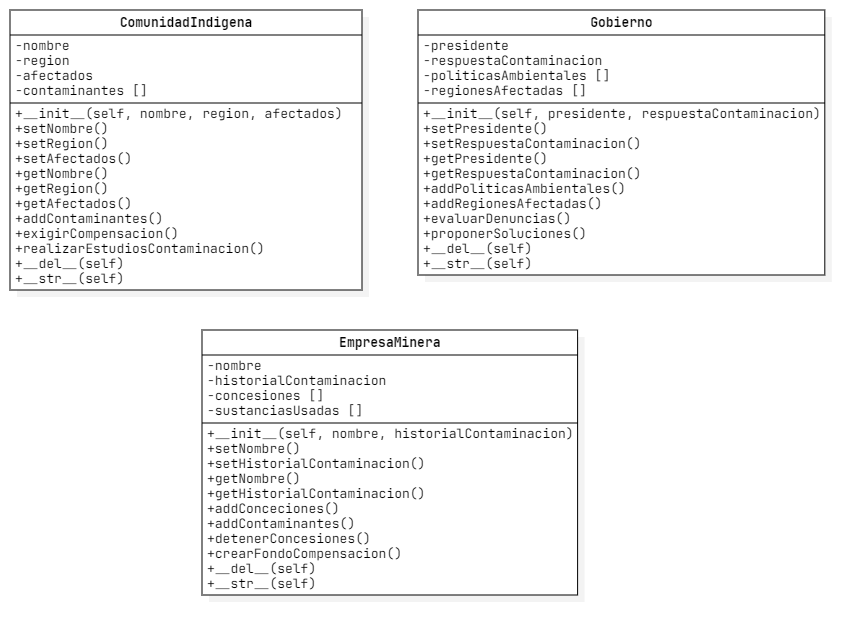 ComunidadIndigena
-nombre
-region
-afectados
-contaminantes []
+__init__(self, nombre, region, afectados)
+setNombre()
+setRegion()
+setAfectados()
+getNombre()
+getRegion()
+getAfectados()
+addContaminantes()
+exigirCompensacion()
+realizarEstudiosContaminacion()
+__del__(self)
+__str__(self)
Gobierno
-presidente
-respuestaContaminacion
-politicasAmbientales []
-regionesAfectadas []
+__init__(self, presidente, respuestaContaminacion)
+setPresidente()
+setRespuestaContaminacion()
+getPresidente()
+getRespuestaContaminacion()
+addPoliticasAmbientales()
+addRegionesAfectadas()
+evaluarDenuncias()
+proponerSoluciones()
+__del__(self)
+__str__(self)
EmpresaMinera
-nombre
-historialContaminacion
-concesiones []
-sustanciasUsadas []
+__init__(self, nombre, historialContaminacion)
+setNombre()
+setHistorialContaminacion()
+getNombre()
+getHistorialContaminacion()
+addConceciones()
+addContaminantes()
+detenerConcesiones()
+crearFondoCompensacion()
+__del__(self)
+__str__(self)